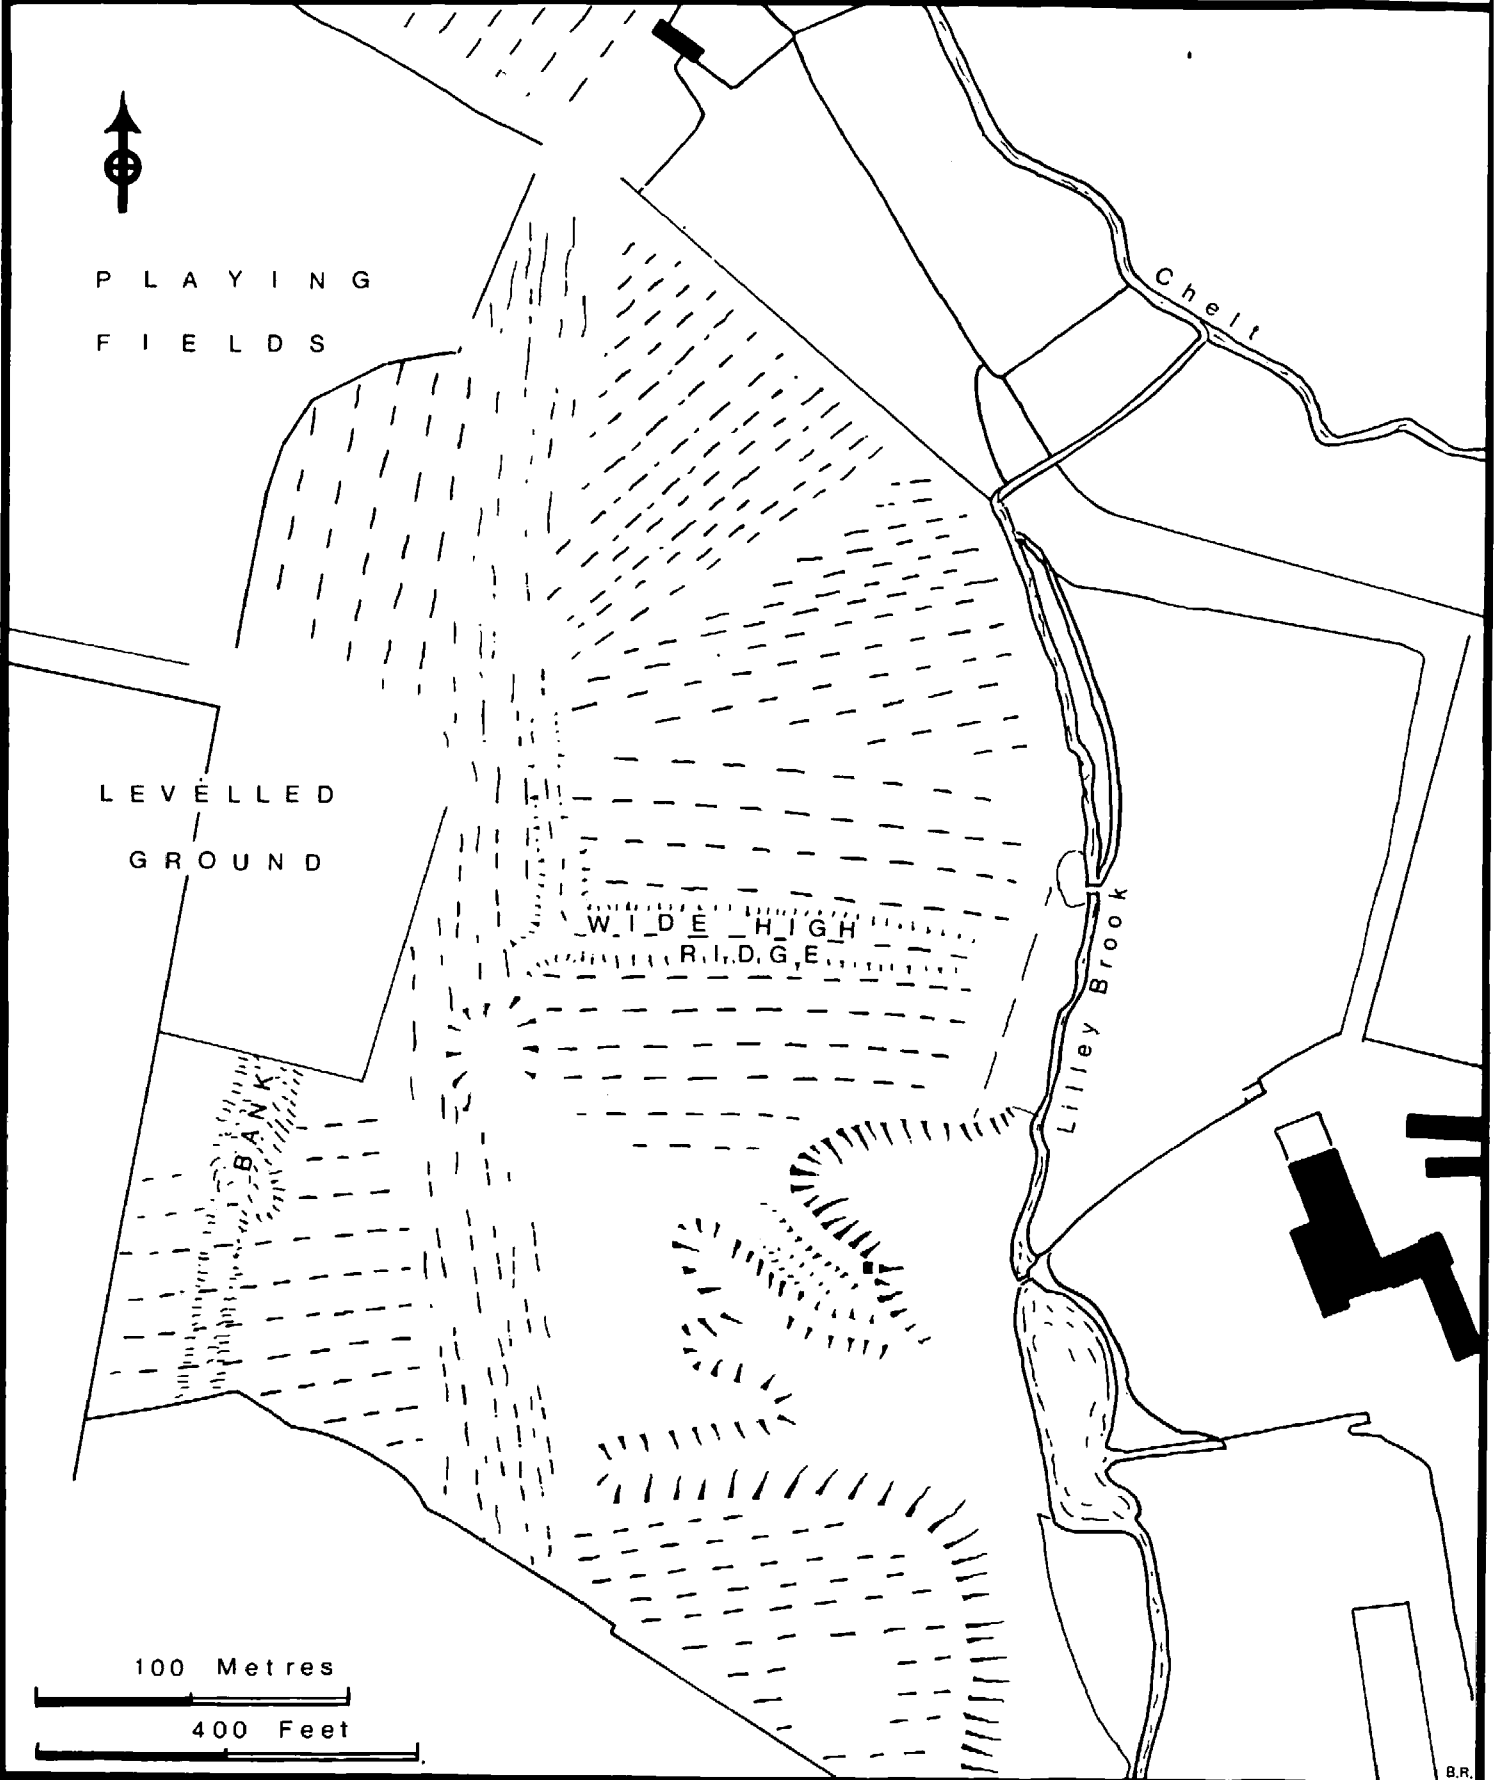 PLAYING
FIELDS
Chelt
LEVELLED
GROUND
WIDE HIGH
RIDGE
Lilley Brook
BANK
100 Metres
400 Feet
B.R.